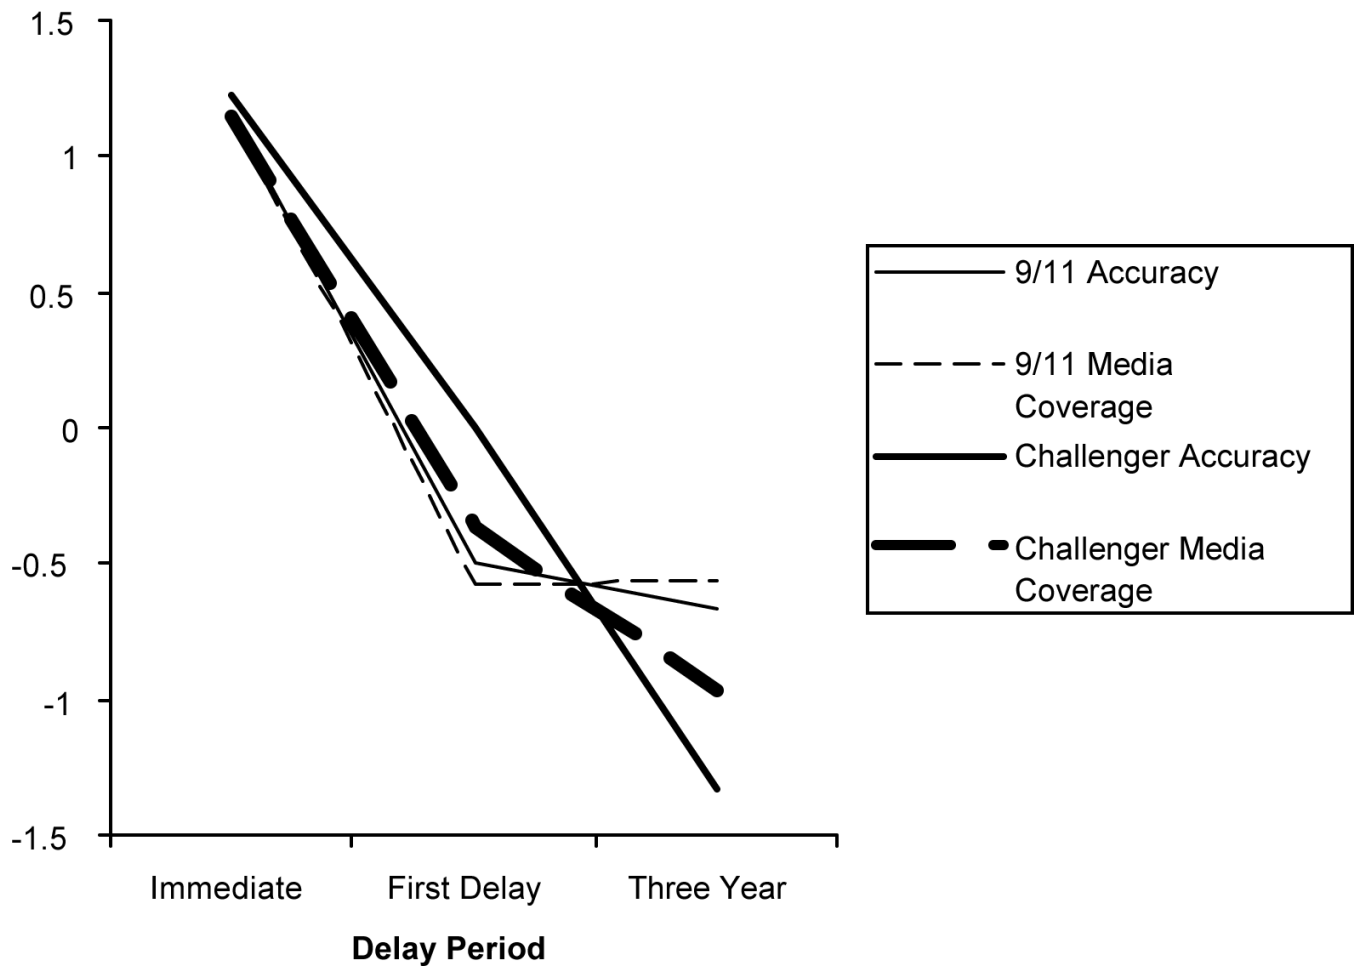 1.5
1
0.5
0
-0.5
-1
-1.5
Immediate
First Delay
Three Year
Delay Period
9/11 Accuracy
9/11 Media
Coverage
Challenger Accuracy
Challenger Media
Coverage